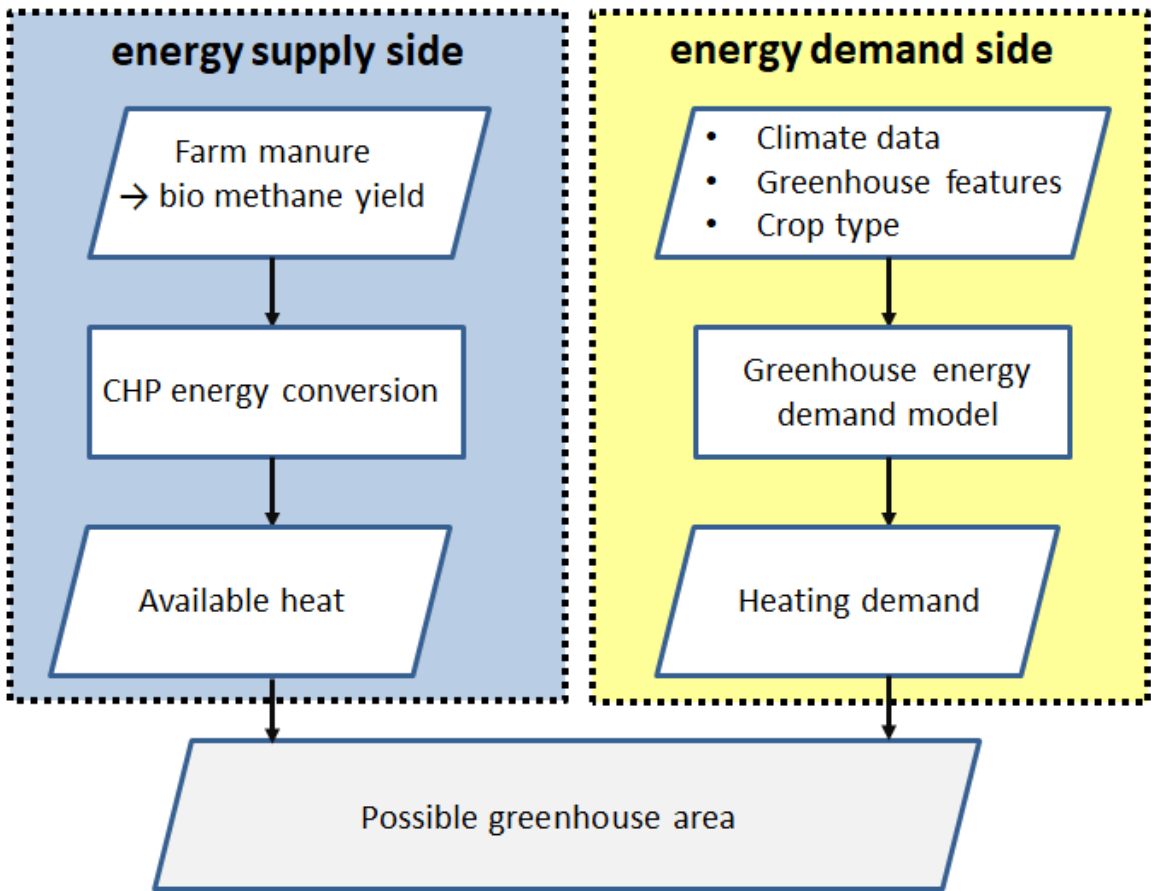 energy supply side
Farm manure
→ bio methane yield
CHP energy conversion
Available heat
energy demand side
• Climate data
• Greenhouse features
• Crop type
Greenhouse energy
demand model
Heating demand
Possible greenhouse area